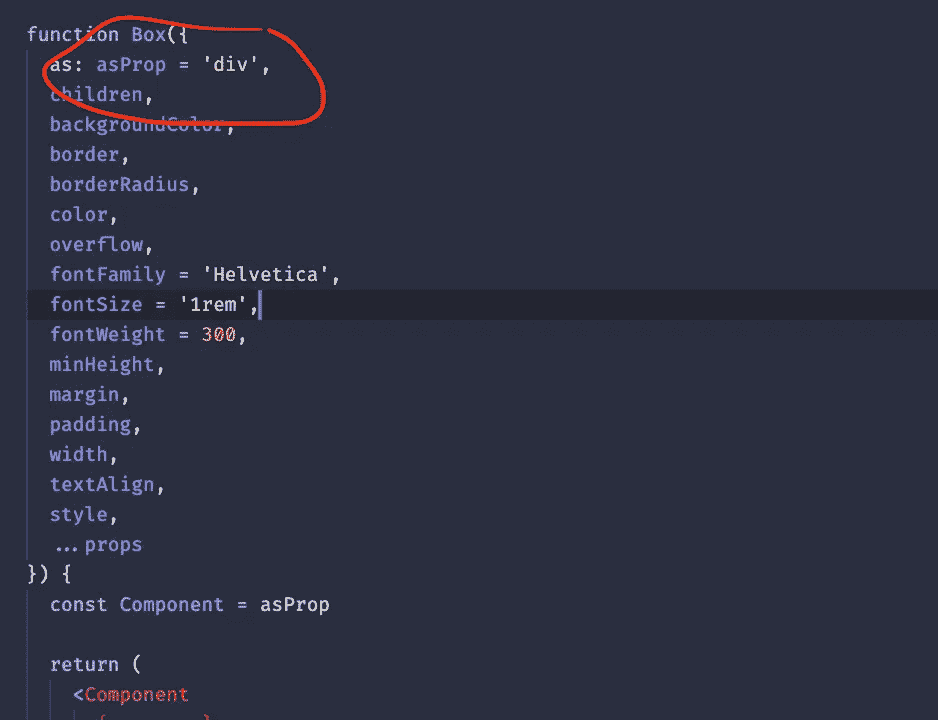 function Box({
as: asProp = 'div',
children,
backgroundColor,
border,
borderRadius,
color,
overflow,
fontFamily = 'Helvetica',
fontSize = '1rem',
fontWeight = 300,
minHeight,
margin,
padding,
width,
textAlign,
style,
...props
}) {
const Component = asProp
return (
<Component